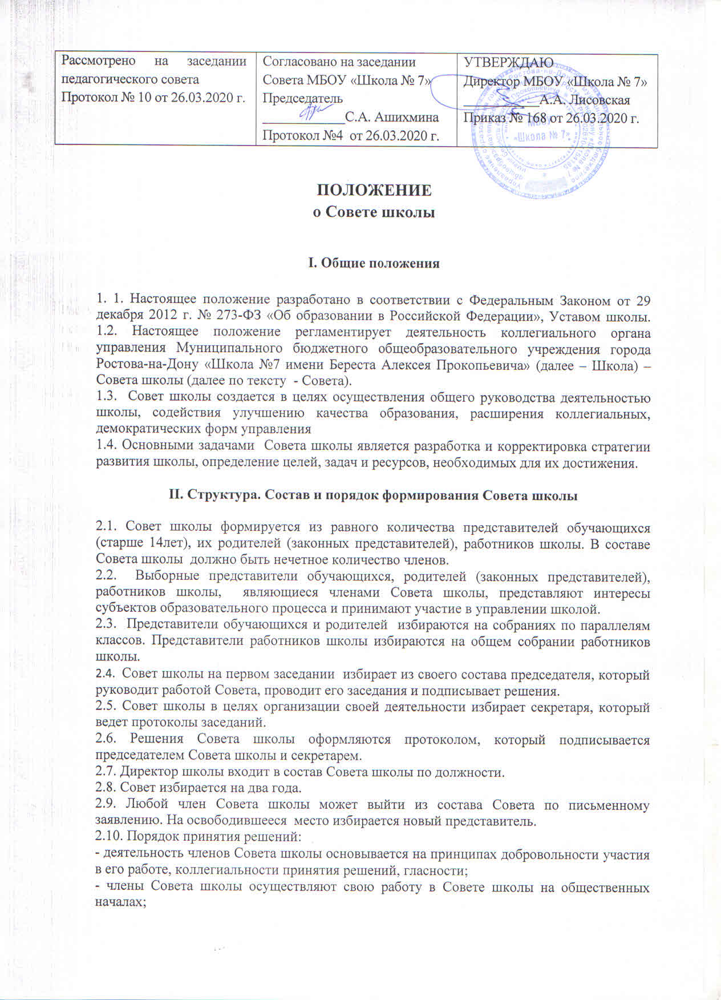 Рассмотрено на заседании
педагогического совета
Протокол № 10 от 26.03.2020 г.
Согласовано на заседании
Совета МБОУ «Школа № 7»
Председатель
____________С.А. Ашихмина
Протокол №4 от 26.03.2020 г.
УТВЕРЖДАЮ
Директор МБОУ «Школа № 7»
___________А.А. Лисовская
Приказ № 168 от 26.03.2020 г.
МБОУ
«Школа № 7»
ПОЛОЖЕНИЕ
о Совете школы
I. Общие положения
1. 1. Настоящее положение разработано в соответствии с Федеральным Законом от 29
декабря 2012 г. № 273-ФЗ «Об образовании в Российской Федерации», Уставом школы.
1.2. Настоящее положение регламентирует деятельность коллегиального органа
управления Муниципального бюджетного общеобразовательного учреждения города
Ростова-на-Дону «Школа №7 имени Береста Алексея Прокопьевича» (далее – Школа) –
Совета школы (далее по тексту - Совета).
1.3. Совет школы создается в целях осуществления общего руководства деятельностью
школы, содействия улучшению качества образования, расширения коллегиальных,
демократических форм управления
1.4. Основными задачами Совета школы является разработка и корректировка стратегии
развития школы, определение целей, задач и ресурсов, необходимых для их достижения.
II. Структура. Состав и порядок формирования Совета школы
2.1. Совет школы формируется из равного количества представителей обучающихся
(старше 14лет), их родителей (законных представителей), работников школы. В составе
Совета школы должно быть нечетное количество членов.
2.2. Выборные представители обучающихся, родителей (законных представителей),
работников школы, являющиеся членами Совета школы, представляют интересы
субъектов образовательного процесса и принимают участие в управлении школой.
2.3. Представители обучающихся и родителей избираются на собраниях по параллелям
классов. Представители работников школы избираются на общем собрании работников
школы.
2.4. Совет школы на первом заседании избирает из своего состава председателя, который
руководит работой Совета, проводит его заседания и подписывает решения.
2.5. Совет школы в целях организации своей деятельности избирает секретаря, который
ведет протоколы заседаний.
2.6. Решения Совета школы оформляются протоколом, который подписывается
председателем Совета школы и секретарем.
2.7. Директор школы входит в состав Совета школы по должности.
2.8. Совет избирается на два года.
2.9. Любой член Совета школы может выйти из состава Совета по письменному
заявлению. На освободившееся место избирается новый представитель.
2.10. Порядок принятия решений:
- деятельность членов Совета школы основывается на принципах добровольности участия
в его работе, коллегиальности принятия решений, гласности;
- члены Совета школы осуществляют свою работу в Совете школы на общественных
началах;